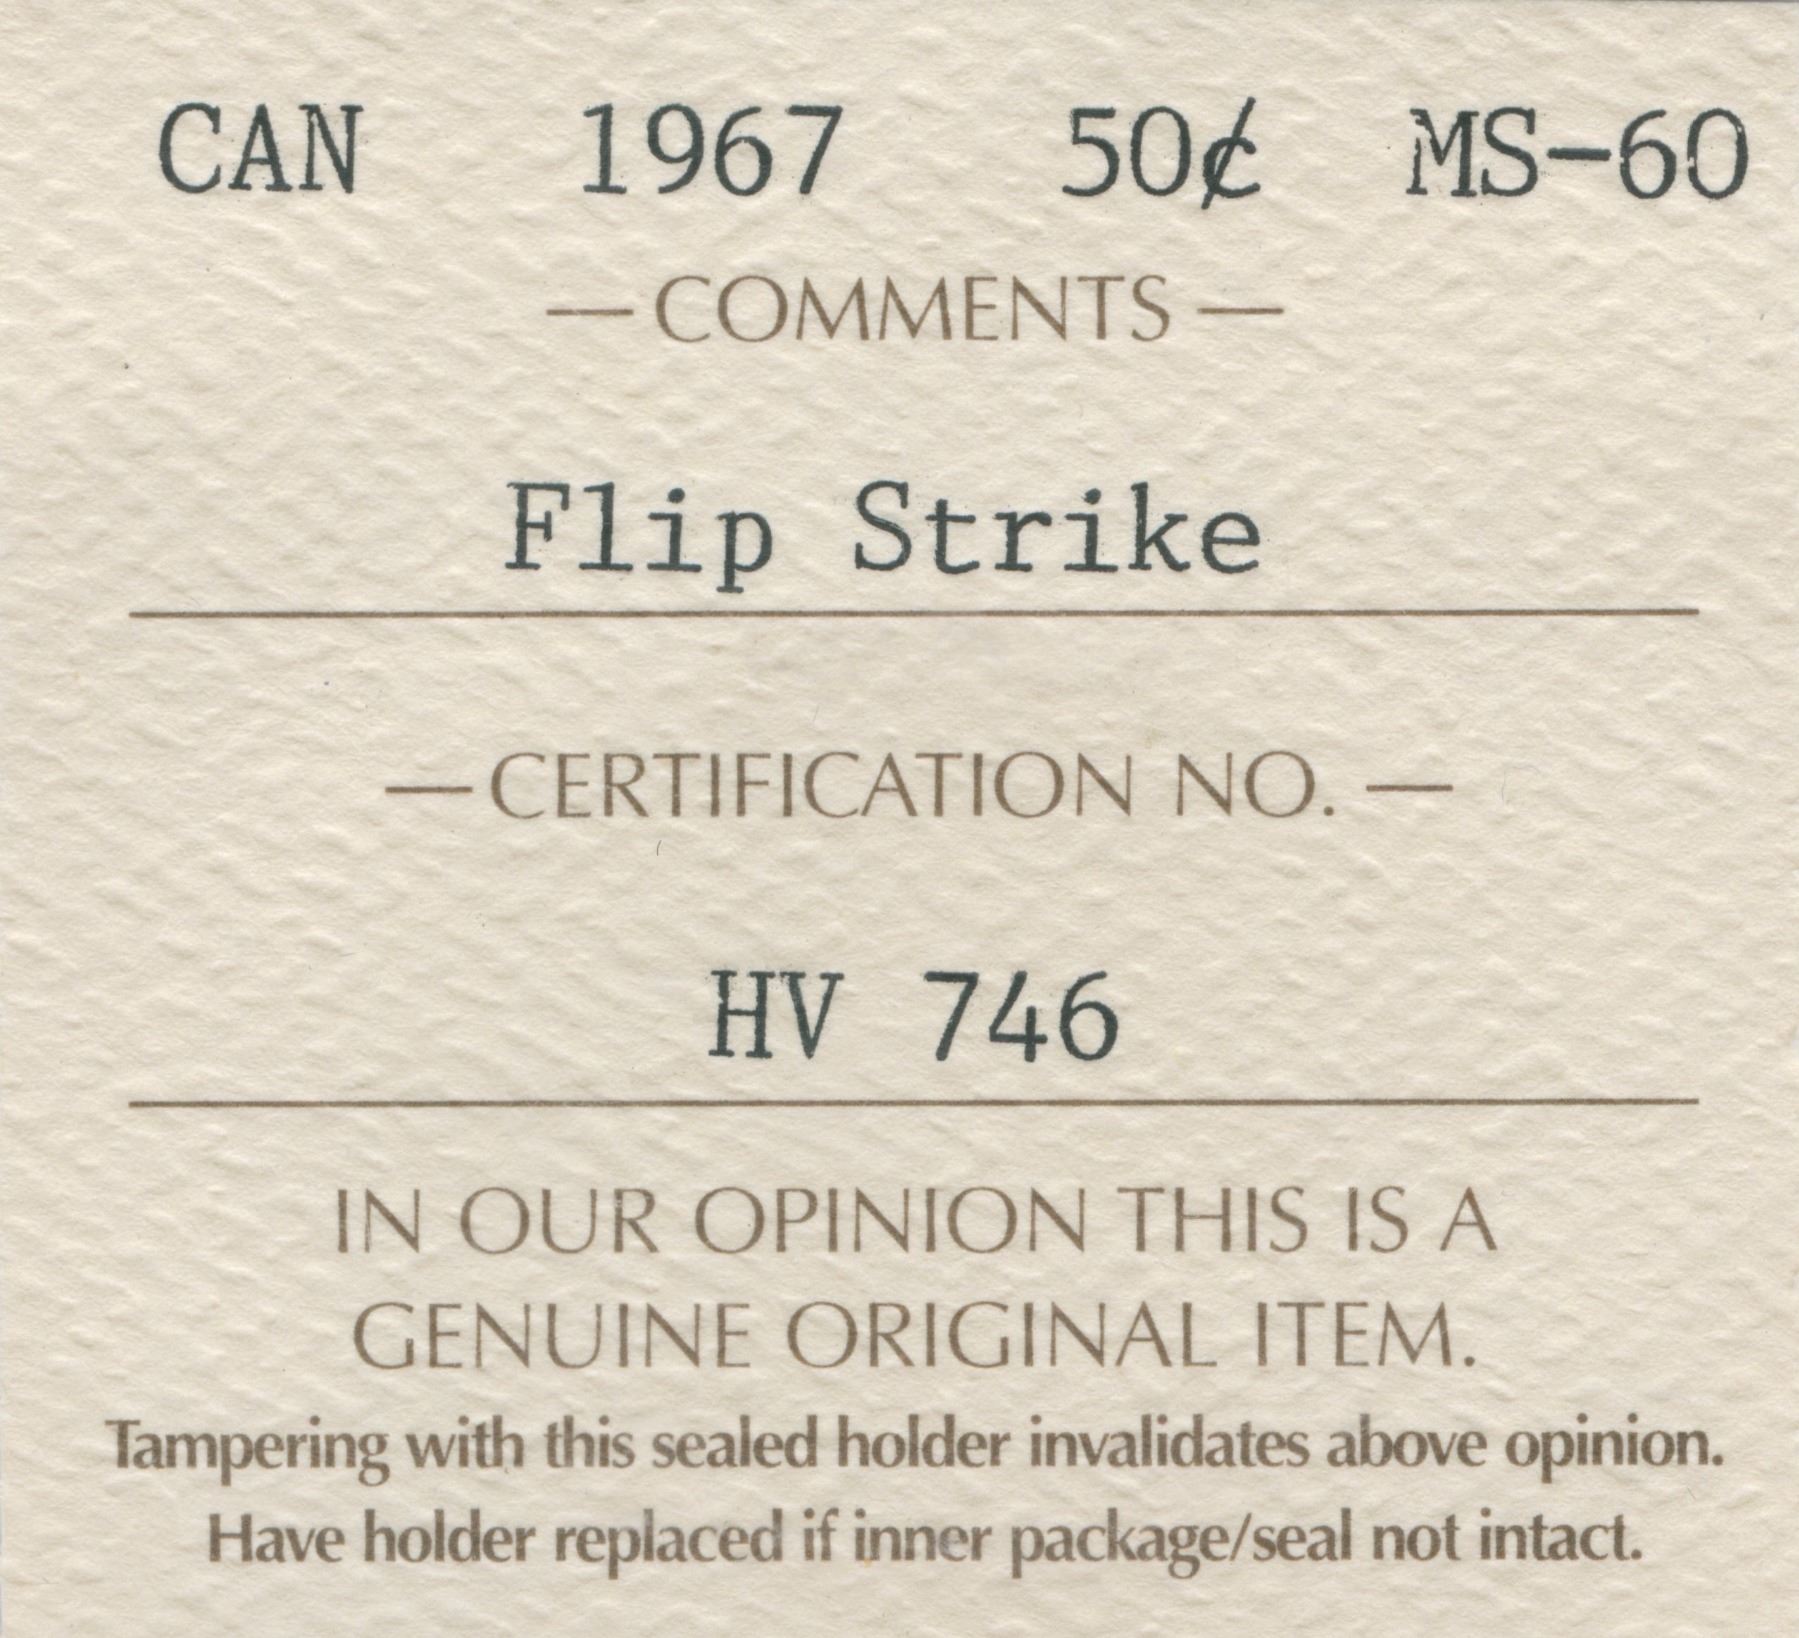 CAN 1967 50¢ MS-60
—COMMENTS—
Flip Strike
—CERTIFICATION NO.—
HV 746
IN OUR OPINION THIS IS A
GENUINE ORIGINAL ITEM.
Tampering with this sealed holder invalidates above opinion.
Have holder replaced if inner package/seal not intact.